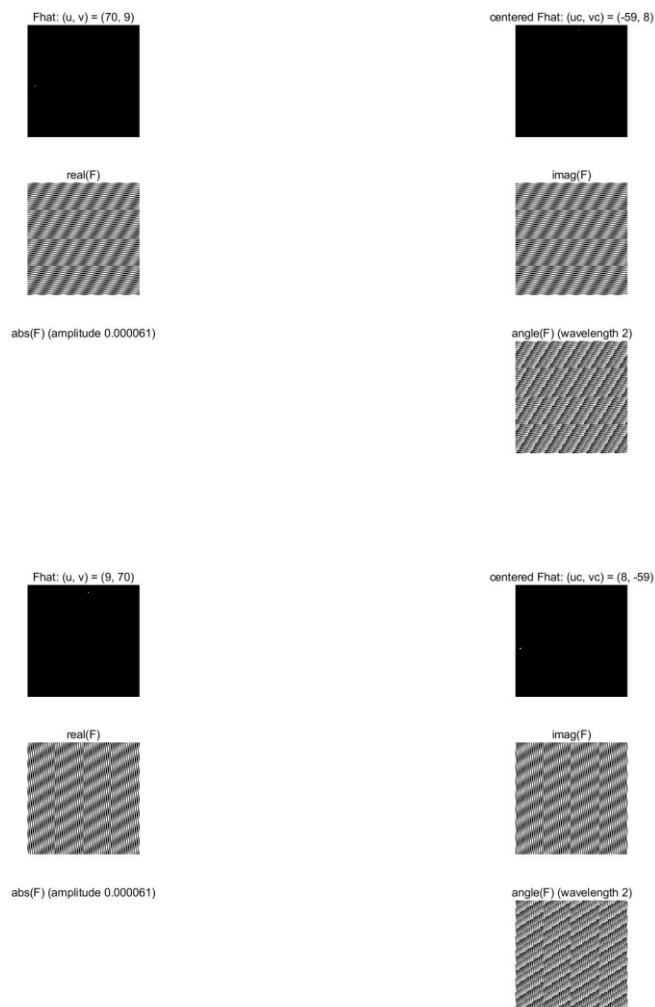 Fhat: (u, v) = (70, 9)
centered Fhat: (uc, vc) = (-59, 8)
real(F)
imag(F)
abs(F) (amplitude 0.000061)
angle(F) (wavelength 2)
Fhat: (u, v) = (9, 70)
centered Fhat: (uc, vc) = (8, -59)
real(F)
imag(F)
abs(F) (amplitude 0.000061)
angle(F) (wavelength 2)